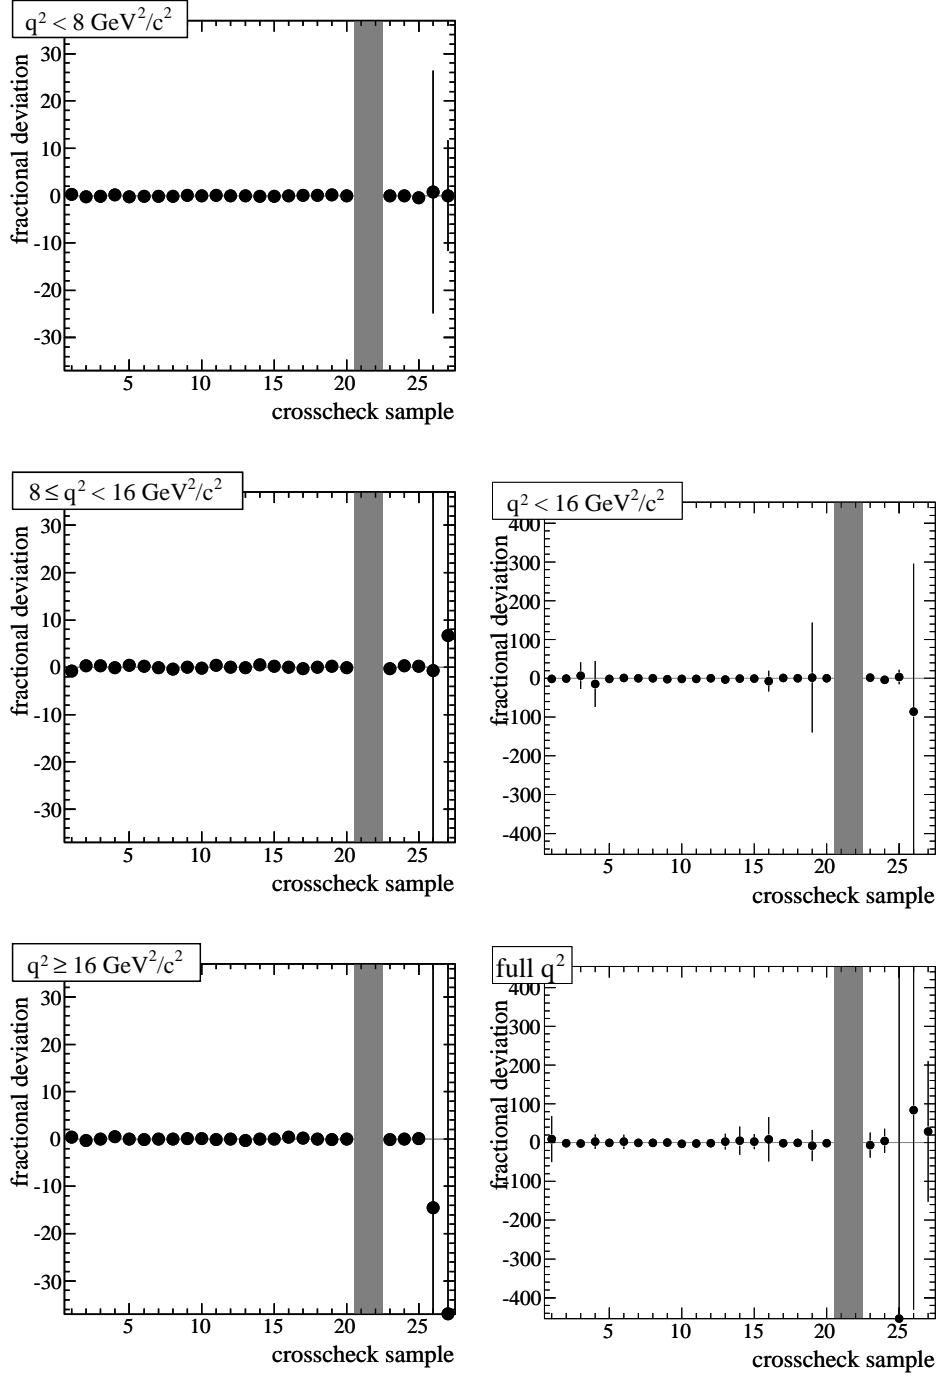 q² < 8 GeV²/c²
fractional deviation
30
20
10
0
-10
-20
-30
5 10 15 20 25
crosscheck sample
8 ≤ q² < 16 GeV²/c²
fractional deviation
30
20
10
0
-10
-20
-30
5 10 15 20 25
crosscheck sample
q² < 16 GeV²/c²
fractional deviation
400
300
200
100
0
-100
-200
-300
-400
5 10 15 20 25
crosscheck sample
q² ≥ 16 GeV²/c²
fractional deviation
30
20
10
0
-10
-20
-30
5 10 15 20 25
crosscheck sample
full q²
fractional deviation
400
300
200
100
0
-100
-200
-300
-400
5 10 15 20 25
crosscheck sample